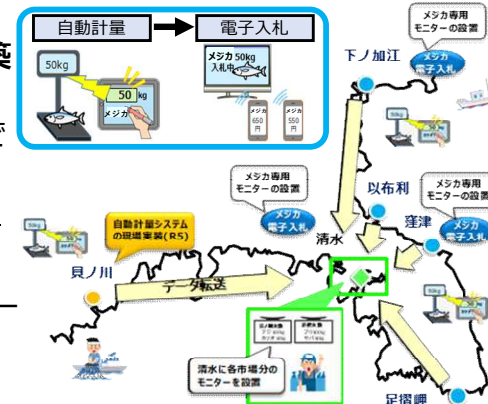 自動計量
電子入札
50kg
50 kg
メジカ
メジカ 50kg
入札中
メジカ
650
円
メジカ
550
円
メジカ専用
モニターの設置
下ノ加江
メジカ
電子入札
メジカ専用
モニターの設置
以布利
メジカ専用
モニターの設置
窪津
メジカ
電子入札
メジカ
電子入札
清水
自動計量システム
の現場実装(R5)
貝ノ川
データ転送
清水に各市場分の
モニターを設置
足摺岬